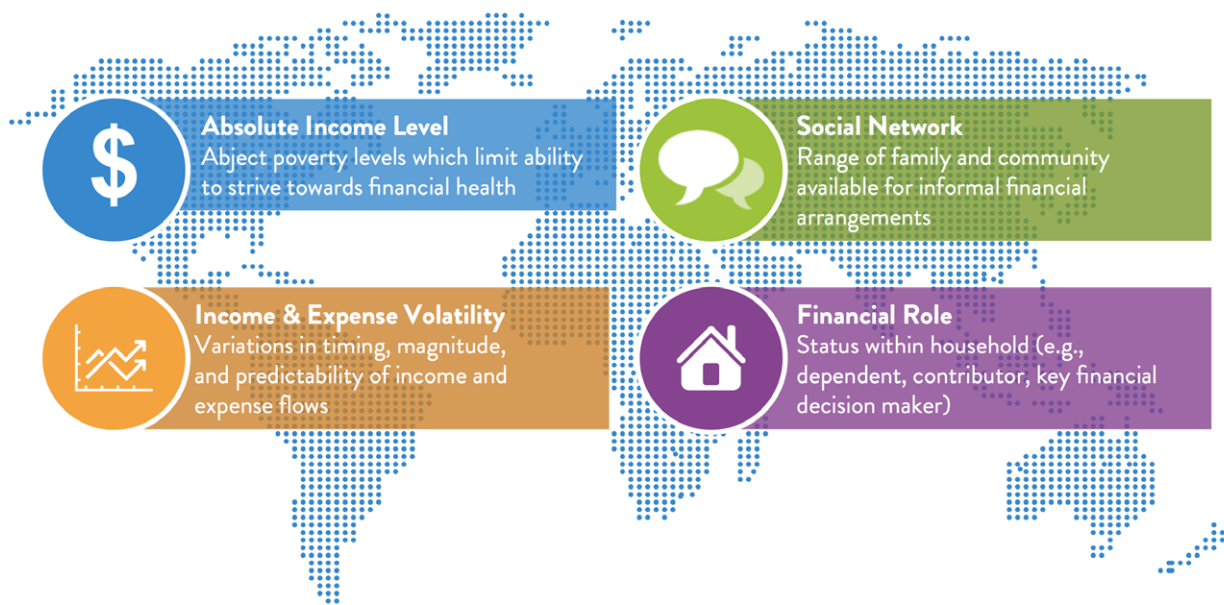 Absolute Income Level
Abject poverty levels which limit ability
to strive towards financial health
Social Network
Range of family and community
available for informal financial
arrangements
Income & Expense Volatility
Variations in timing, magnitude,
and predictability of income and
expense flows
Financial Role
Status within household (e.g.,
dependent, contributor, key financial
decision maker)